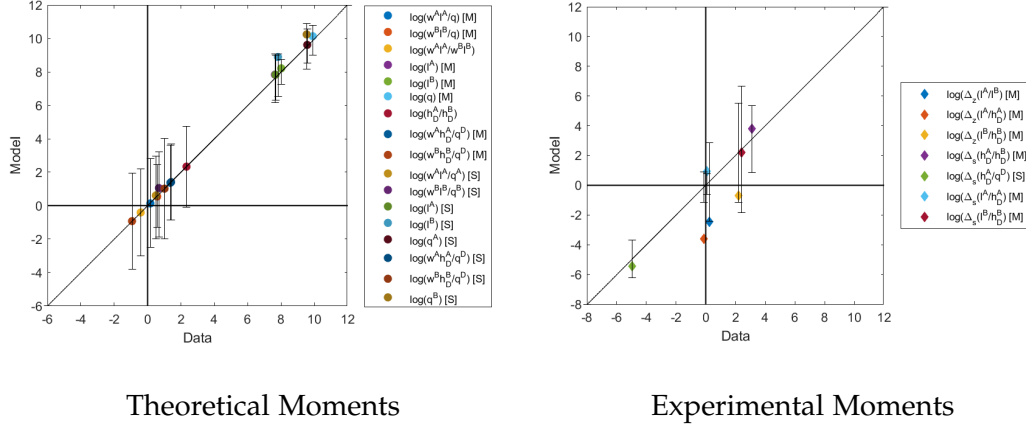 12
10
8
6
4
2
0
-2
-4
-6
-6 -4 -2 0 2 4 6 8 10 12
Model
Data
log(w^A l^A/q) [M]
log(w^B l^B/q) [M]
log(w^A l^A/w^B l^B)
log(l^A) [M]
log(l^B) [M]
log(q) [M]
log(h_D^A/h_D^B)
log(w^A h_D^A/q^D) [M]
log(w^B h_D^B/q^D) [M]
log(w^A l^A/q^A) [S]
log(w^B l^B/q^B) [S]
log(l^A) [S]
log(l^B) [S]
log(q^A) [S]
log(w^A h_D^A/q^D) [S]
log(w^B h_D^B/q^D) [S]
log(q^B) [S]
12
10
8
6
4
2
0
-2
-4
-6
-8
-8 -6 -4 -2 0 2 4 6 8 10 12
Model
Data
log(Δ_z(l^A/l^B) [M]
log(Δ_z(l^A/h_D^A) [M]
log(Δ_z(l^B/h_D^B) [M]
log(Δ_s(h_D^A/h_D^B) [M]
log(Δ_s(h_D^A/q^D) [S]
log(Δ_s(l^A/h_D^A) [M]
log(Δ_s(l^B/h_D^B) [M]
Theoretical Moments
Experimental Moments